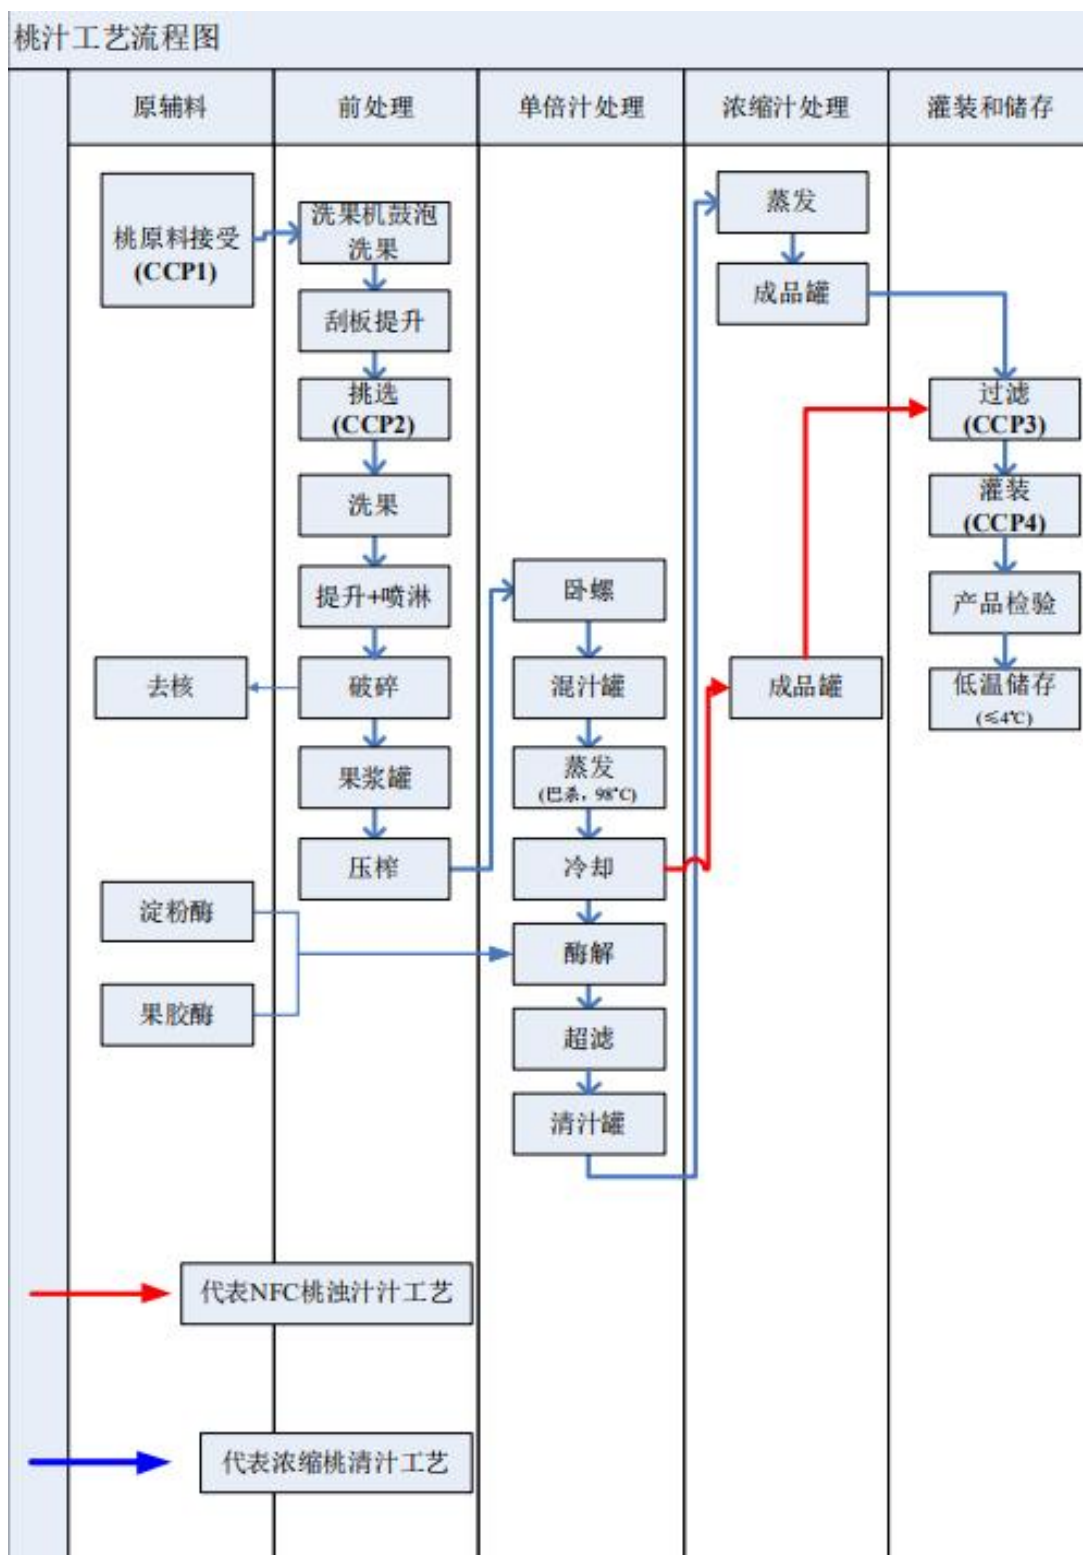 桃汁工艺流程图
原辅料
前处理
单倍汁处理
浓缩汁处理
灌装和储存
桃原料接受
(CCP1)
去核
淀粉酶
果胶酶
洗果机鼓泡
洗果
刮板提升
挑选
(CCP2)
洗果
提升+喷淋
破碎
果浆罐
压榨
卧螺
混汁罐
蒸发
(巴杀，98℃)
冷却
酶解
超滤
清汁罐
蒸发
成品罐
成品罐
过滤
(CCP3)
灌装
(CCP4)
产品检验
低温储存
(≤4℃)
代表NFC桃浊汁汁工艺
代表浓缩桃清汁工艺